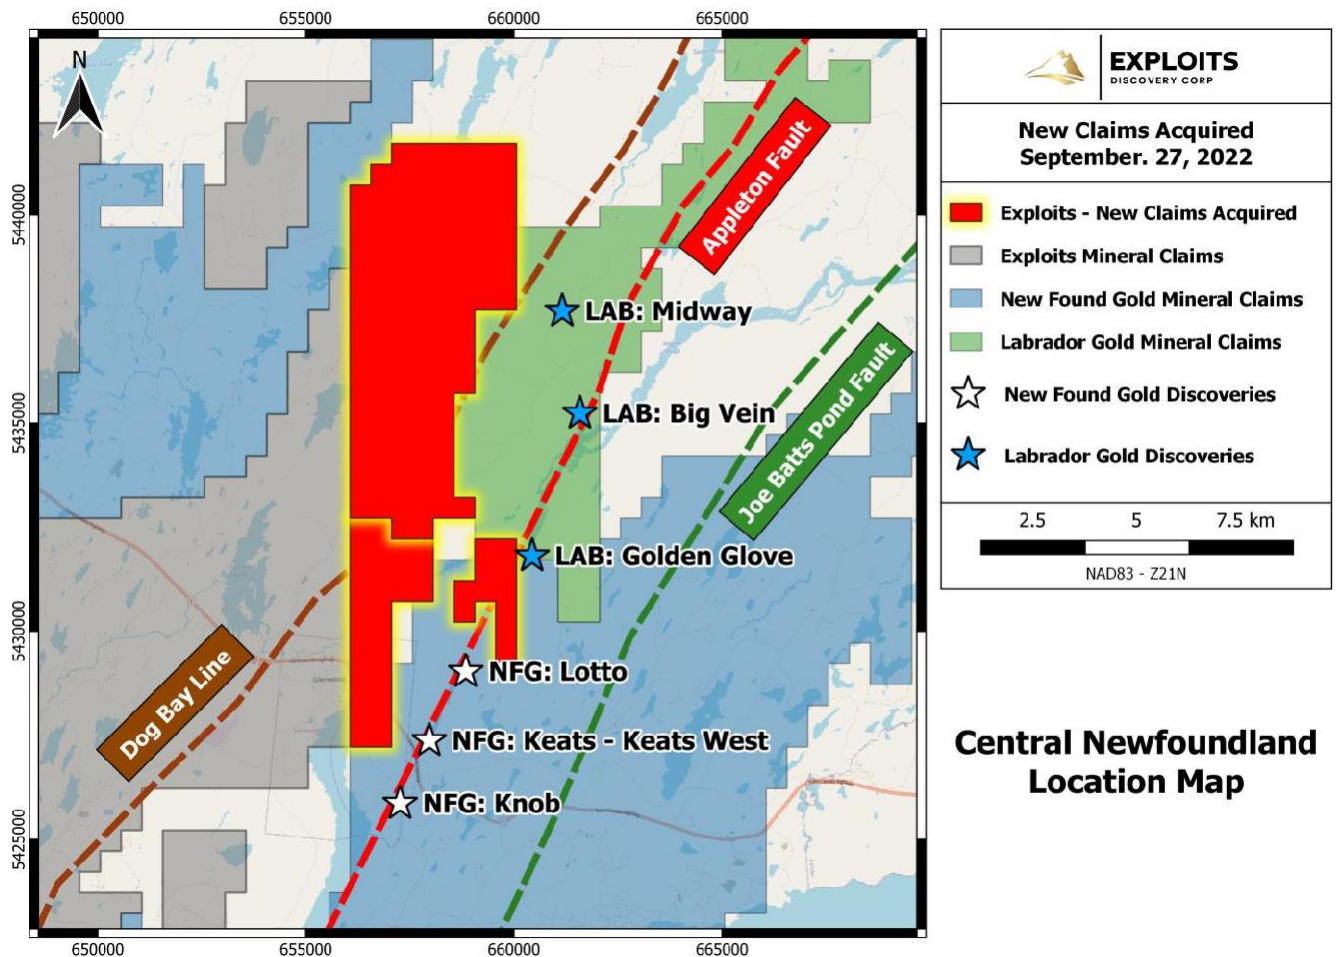 650000
655000
660000
665000
N
5440000
5435000
5430000
5425000
Appleton Fault
LAB: Midway
LAB: Big Vein
Joe Batts Pond Fault
LAB: Golden Glove
Dog Bay Line
Glenwood
NFG: Lotto
NFG: Keats - Keats West
NFG: Knob
650000
655000
660000
665000
EXPLOITS
DISCOVERY CORP
New Claims Acquired
September. 27, 2022
Exploits - New Claims Acquired
Exploits Mineral Claims
New Found Gold Mineral Claims
Labrador Gold Mineral Claims
New Found Gold Discoveries
Labrador Gold Discoveries
2.5 5 7.5 km
NAD83 - Z21N
Central Newfoundland
Location Map